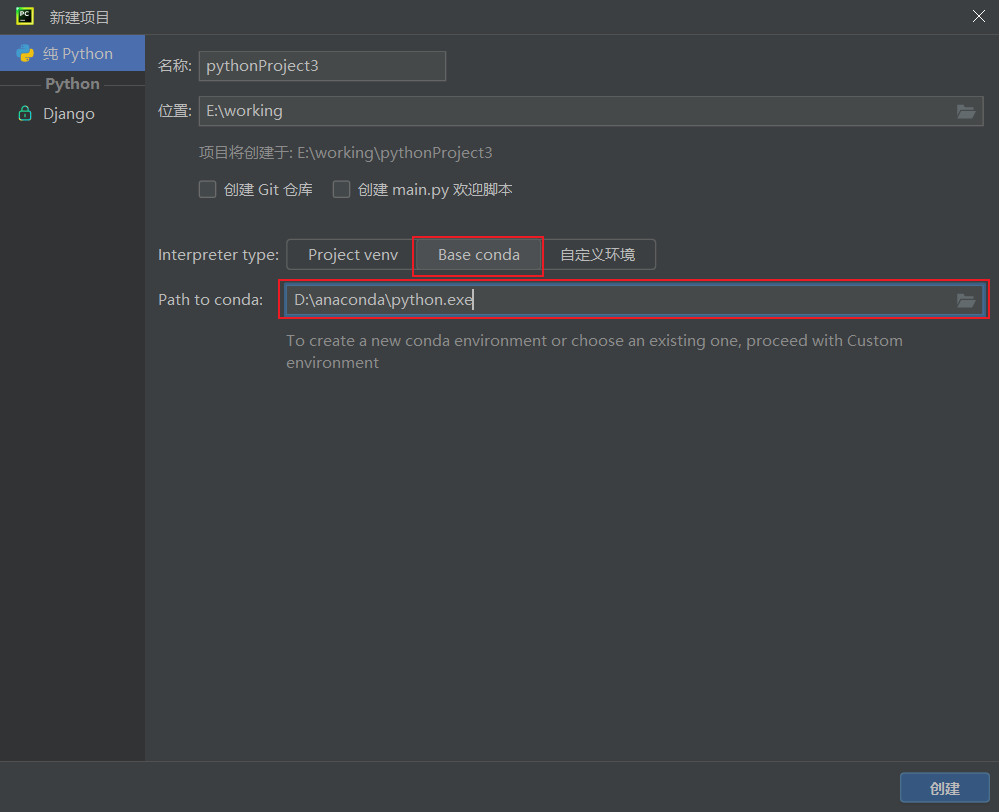 新建项目
纯 Python
Python
Django
名称: pythonProject3
位置: E:\working
项目将创建于: E:\working\pythonProject3
创建 Git 仓库 创建 main.py 欢迎脚本
Interpreter type: Project venv Base conda 自定义环境
Path to conda: D:\anaconda\python.exe
To create a new conda environment or choose an existing one, proceed with Custom
environment
创建